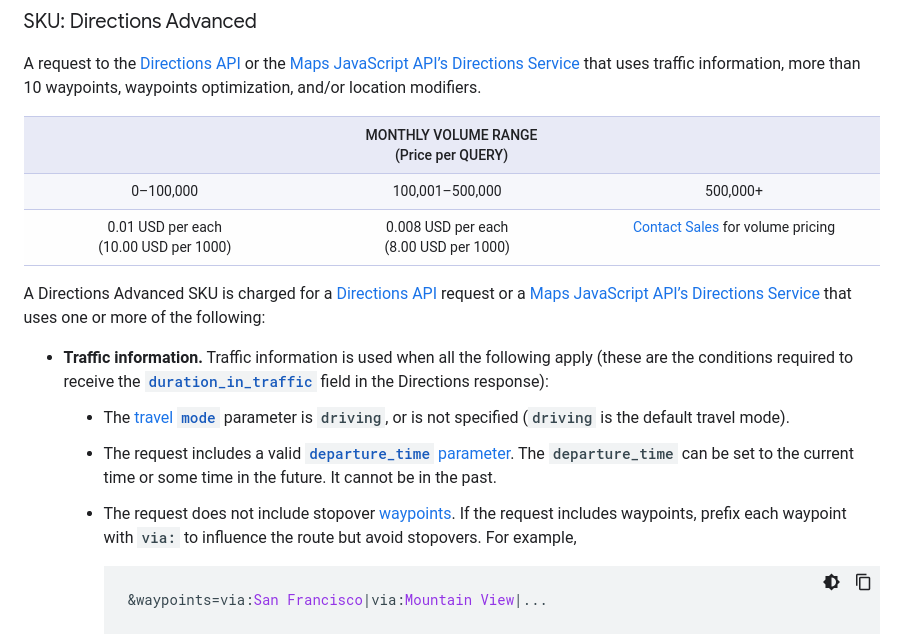 SKU: Directions Advanced
A request to the Directions API or the Maps JavaScript API’s Directions Service that uses traffic information, more than
10 waypoints, waypoints optimization, and/or location modifiers.
MONTHLY VOLUME RANGE
(Price per QUERY)
0–100,000 100,001–500,000 500,000+
0.01 USD per each 0.008 USD per each Contact Sales for volume pricing
(10.00 USD per 1000) (8.00 USD per 1000)
A Directions Advanced SKU is charged for a Directions API request or a Maps JavaScript API’s Directions Service that
uses one or more of the following:
• Traffic information. Traffic information is used when all the following apply (these are the conditions required to
receive the duration_in_traffic field in the Directions response):
• The travel mode parameter is driving, or is not specified (driving is the default travel mode).
• The request includes a valid departure_time parameter. The departure_time can be set to the current
time or some time in the future. It cannot be in the past.
• The request does not include stopover waypoints. If the request includes waypoints, prefix each waypoint
with via: to influence the route but avoid stopovers. For example,
&waypoints=via:San Francisco|via:Mountain View|...